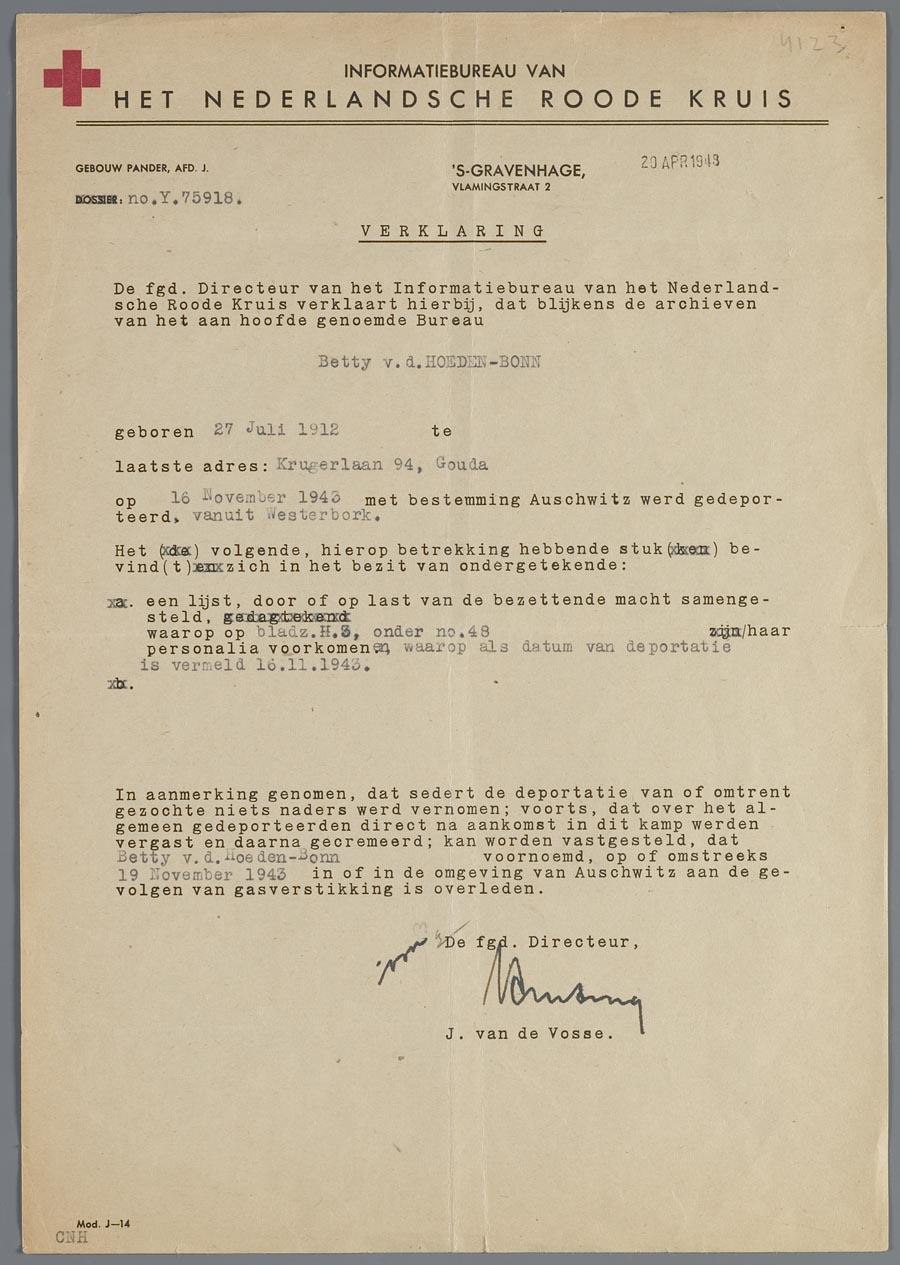 4123
INFORMATIEBUREAU VAN
HET NEDERLANDSCHE ROODE KRUIS
GEBOUW PANDER, AFD. J.
'S-GRAVENHAGE,
20 APR 1948
VLAMINGSTRAAT 2
DOSSIER: no.Y.75918.
VERKLARING
De fgd. Directeur van het Informatiebureau van het Nederland-
sche Roode Kruis verklaart hierbij, dat blijkens de archieven
van het aan hoofde genoemde Bureau
Betty v.d.HOEDEN-BONN
geboren 27 Juli 1912 te
laatste adres: Krugerlaan 94, Gouda
op 16 November 1943 met bestemming Auschwitz werd gedepor-
teerd, vanuit Westerbork.
Het (de) volgende, hierop betrekking hebbende stuk(ken) be-
vind(t)en zich in het bezit van ondergetekende:
a. een lijst, door of op last van de bezettende macht samenge-
steld, gedagtekend
waarop op bladz.H.3, onder no.48 zijn/haar
personalia voorkomen, waarop als datum van deportatie
is vermeld 16.11.1943.
b.
In aanmerking genomen, dat sedert de deportatie van of omtrent
gezochte niets naders werd vernomen; voorts, dat over het al-
gemeen gedeporteerden direct na aankomst in dit kamp werden
vergast en daarna gecremeerd; kan worden vastgesteld, dat
Betty v.d.Hoeden-Bonn voornoemd, op of omstreeks
19 November 1943 in of in de omgeving van Auschwitz aan de ge-
volgen van gasverstikking is overleden.
De fgd. Directeur,
J. van de Vosse.
Mod. J—14
CNH